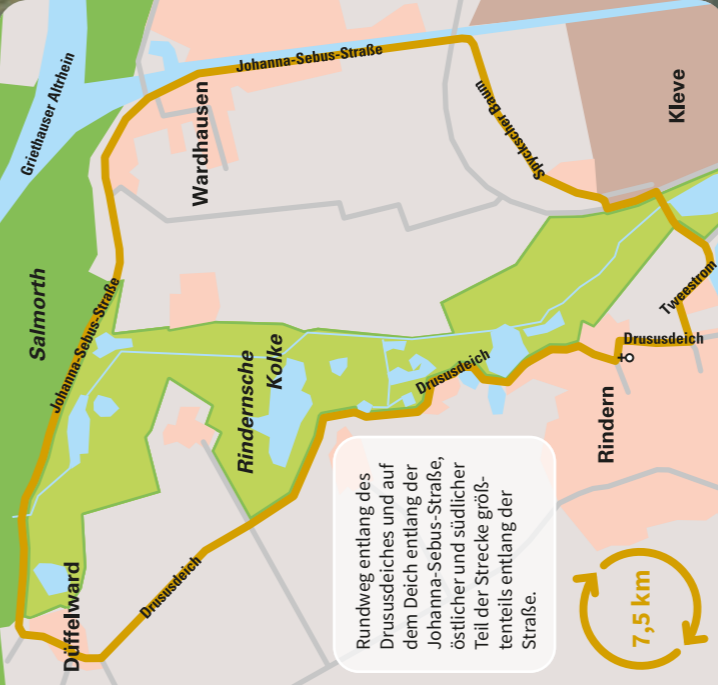 Griethauser Altrhein
Johanna-Sebus-Straße
Spyckscher Baum
Kleve
Wardhausen
Salmorth
Johanna-Sebus-Straße
Rindernsche
Kolke
Drususdeich
Tweestrom
Drususdeich
Rindern
Düffelward
Drususdeich
Rundweg entlang des
Drususdeiches und auf
dem Deich entlang der
Johanna-Sebus-Straße,
östlicher und südlicher
Teil der Strecke größ-
tenteils entlang der
Straße.
7,5 km